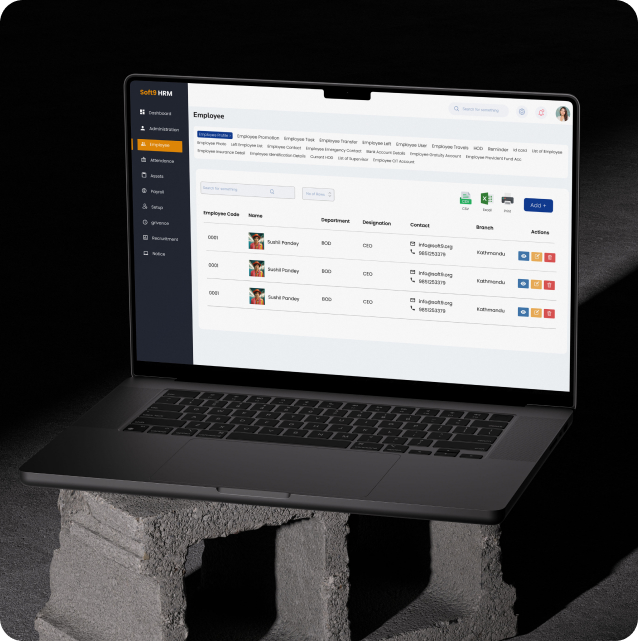 Soft9 HRM
Search for something
Dashboard
Administration
Employee
Attendance
Assets
Payroll
Setup
grivance
Recruitment
Notice
Employee
Employee Profile
Employee Promotion
Employee Task
Employee Transfer
Employee Left
Employee User
Employee Travels
SOD
Reminder
Id card
List of Employee
Employee Photo
Left Employee List
Employee Contact
Employee Emergency Contact
Bank Account Details
Employee Gratuity Account
Employee Provident Fund Acc
Employee Insurance Detail
Employee Identification Details
Current HOD
List of Supervisor
Employee CIT Account
Search for something
CSV
Excel
Print
Add +
Employee Code Name Department Designation Contact Branch Actions
0001 Sushil Pandey BOD CEO info@soft9.org Kathmandu
9851253379
0001 Sushil Pandey BOD CEO info@soft9.org Kathmandu
9851253379
0001 Sushil Pandey BOD CEO info@soft9.org Kathmandu
9851253379